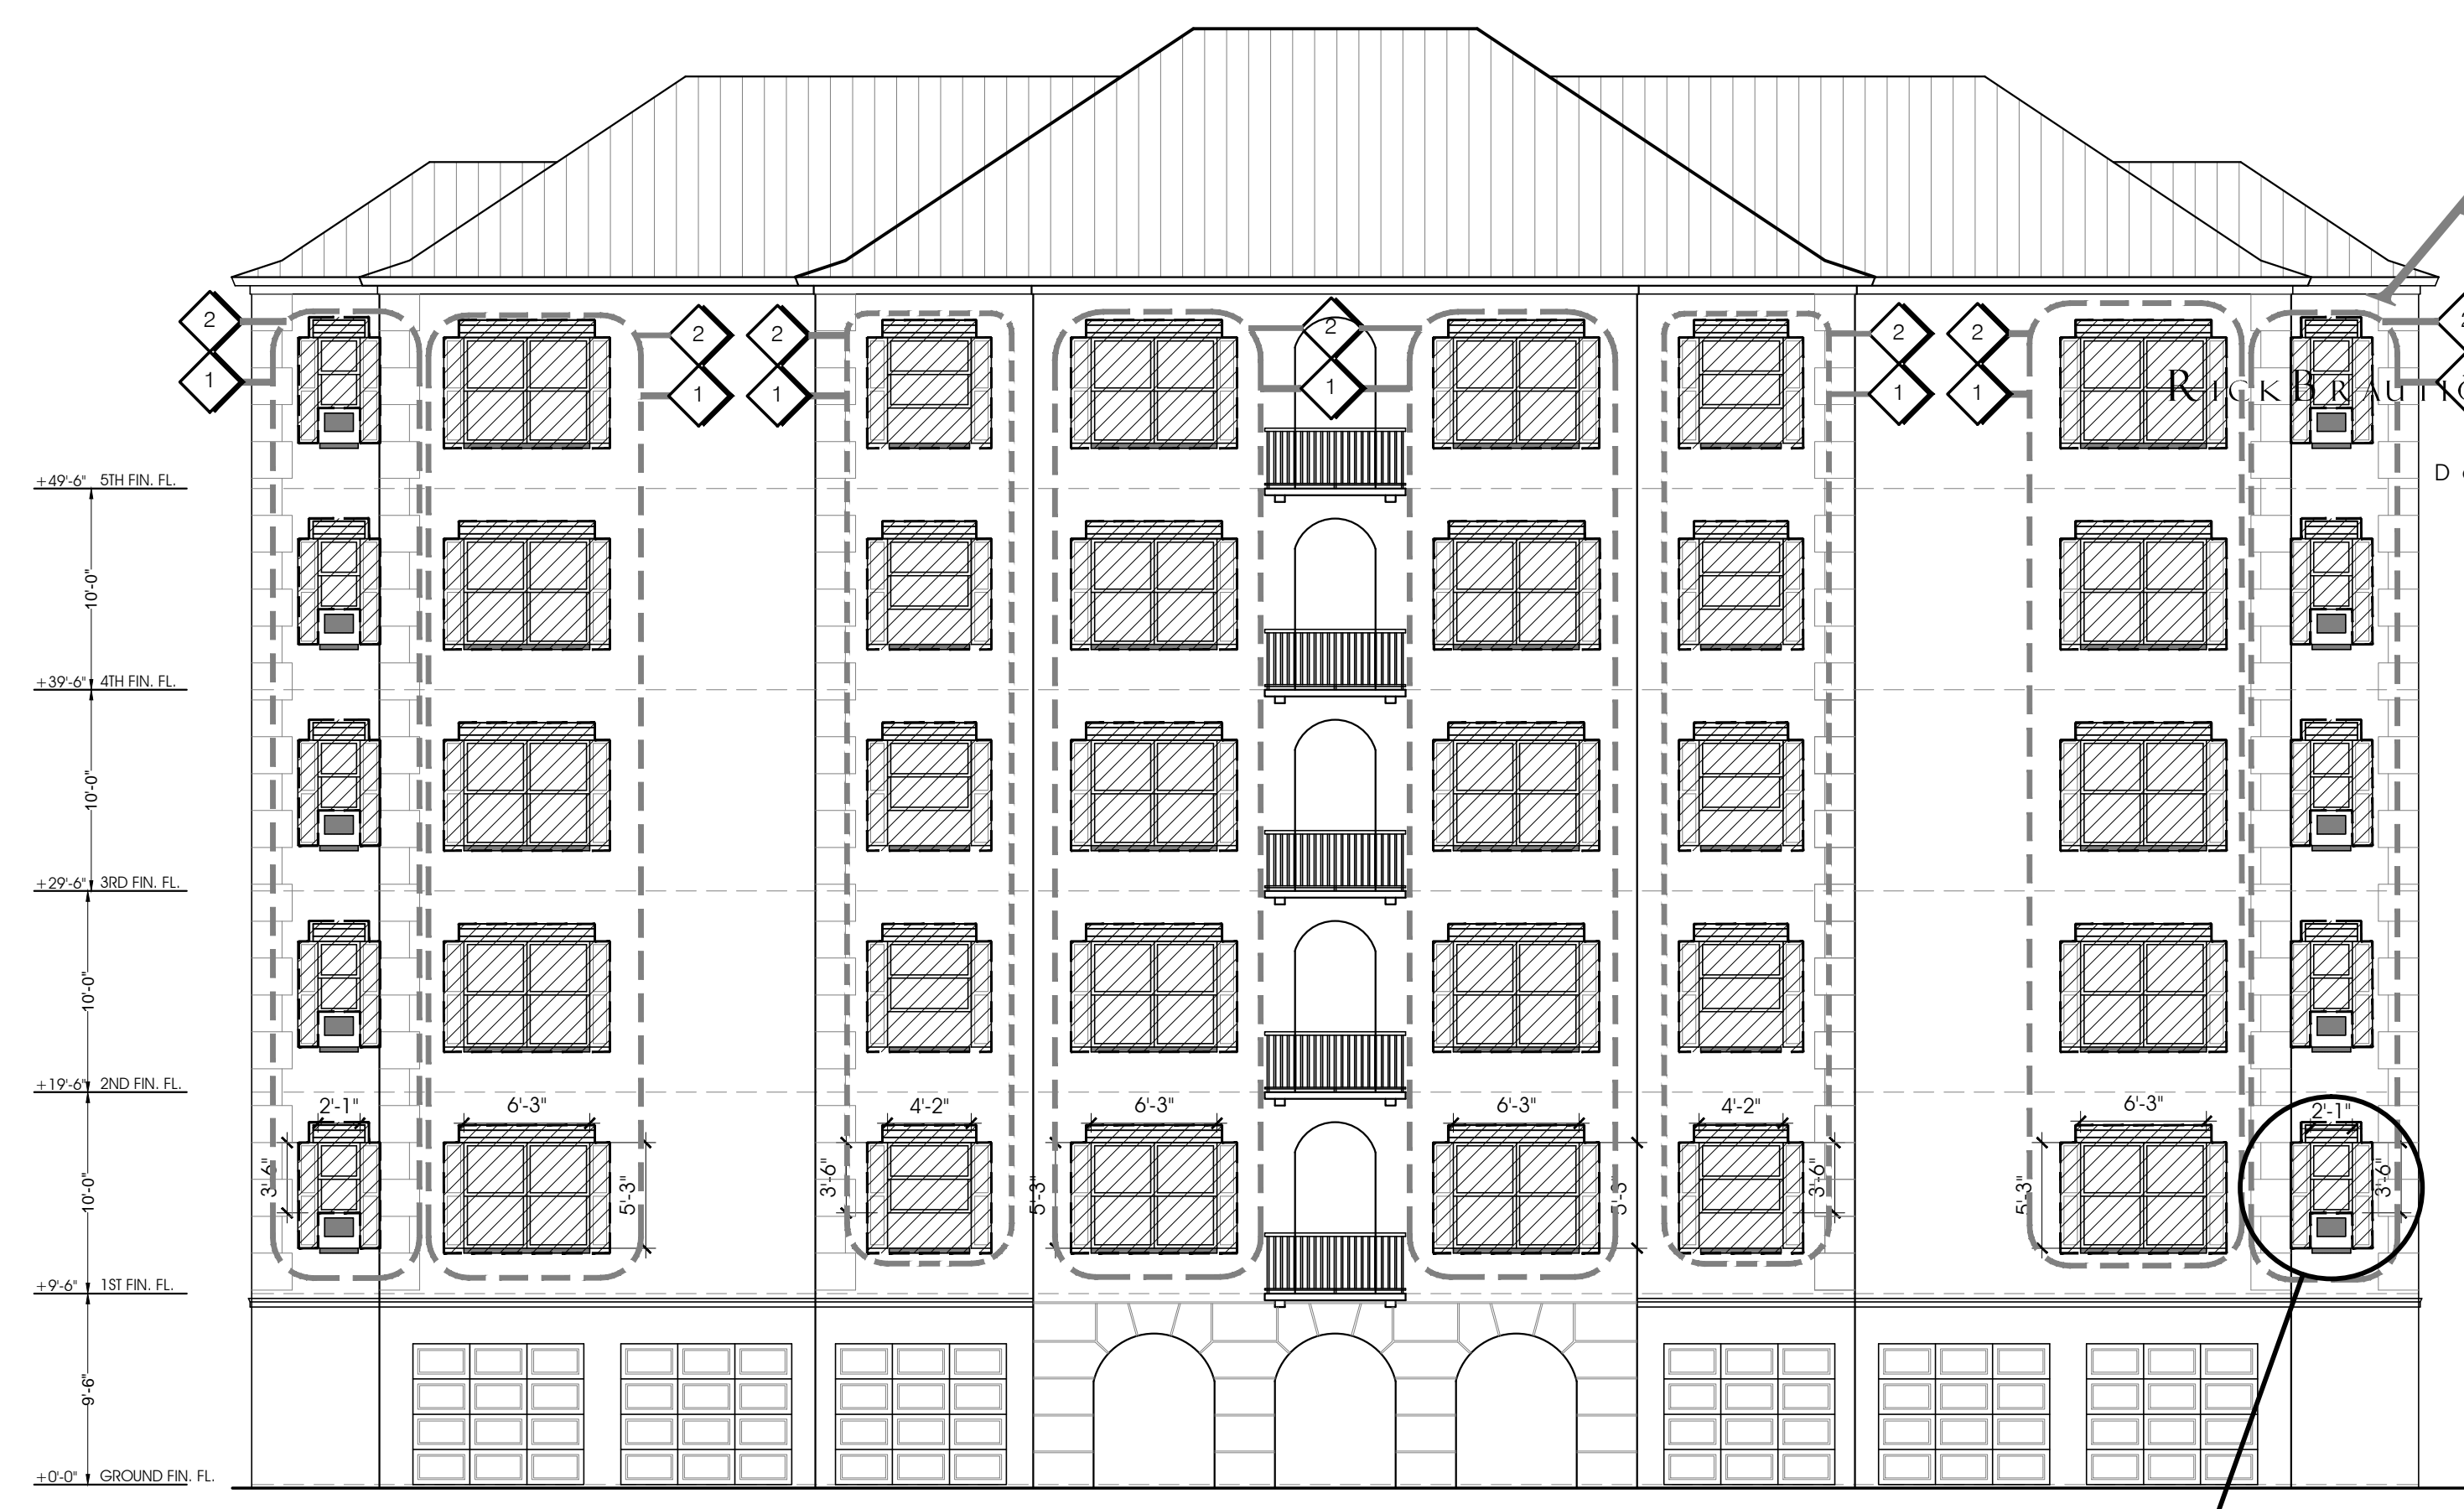 2
1
2
1
2
1
2
1
2
1
2
1
RICKBRAUTIG
+49'-6" 5TH FIN. FL.
10'-0"
+39'-6" 4TH FIN. FL.
10'-0"
+29'-6" 3RD FIN. FL.
10'-0"
+19'-6" 2ND FIN. FL.
2'-1" 6'-3" 4'-2" 6'-3" 6'-3" 4'-2" 6'-3" 2'-1"
10'-0"
3'-6" 5'-3" 3'-6" 5'-3" 5'-3" 3'-6" 5'-3" 3'-6"
+9'-6" 1ST FIN. FL.
9'-6"
+0'-0" GROUND FIN. FL.